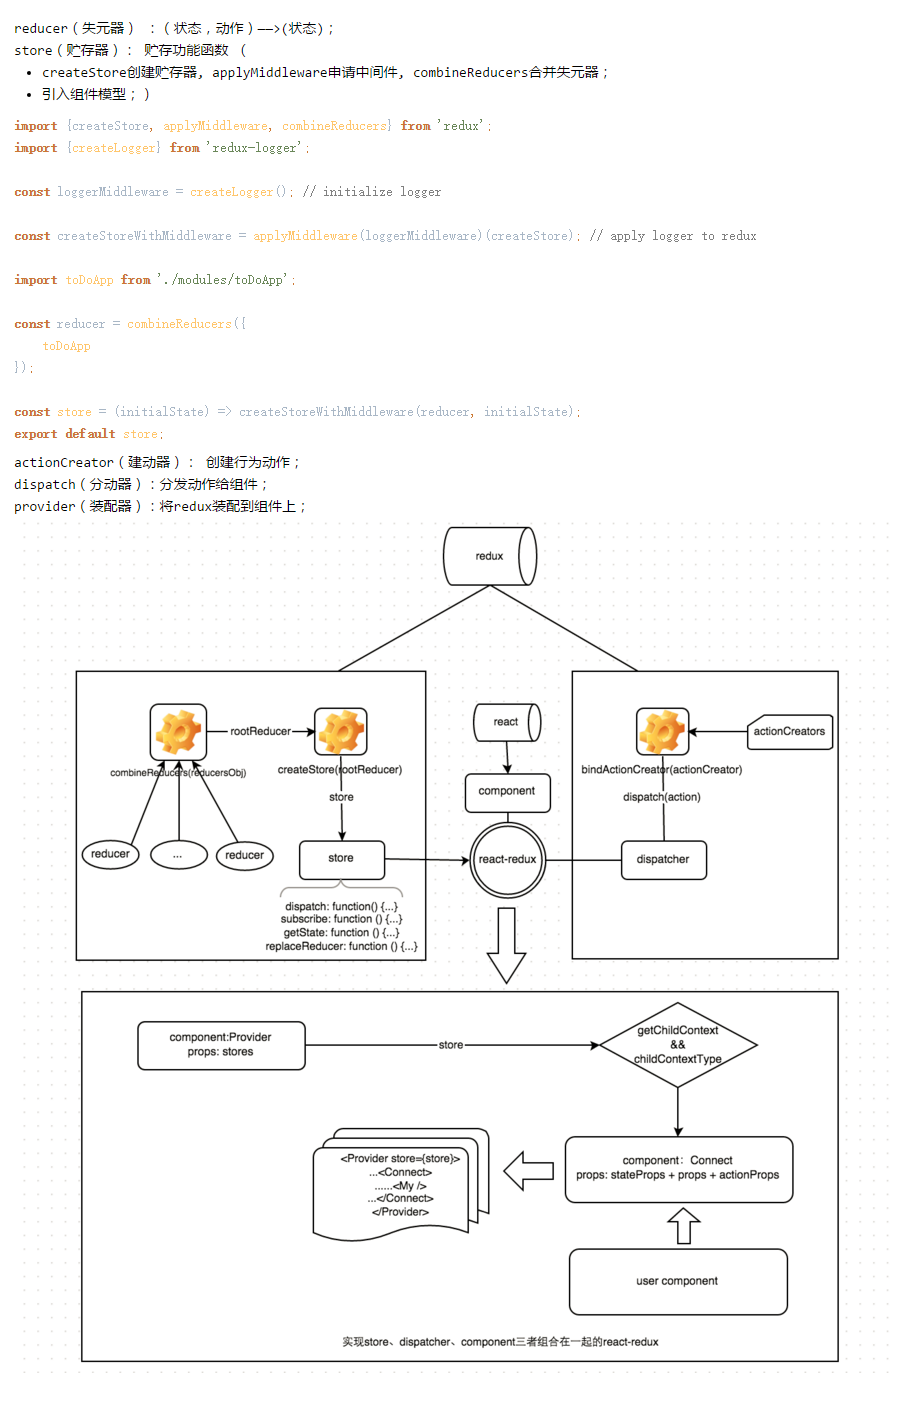 reducer（失元器） ：（状态，动作）——>(状态)；
store（贮存器）： 贮存功能函数 （
• createStore创建贮存器, applyMiddleware申请中间件, combineReducers合并失元器；
• 引入组件模型；）
import {createStore, applyMiddleware, combineReducers} from 'redux';
import {createLogger} from 'redux-logger';
const loggerMiddleware = createLogger(); // initialize logger
const createStoreWithMiddleware = applyMiddleware(loggerMiddleware)(createStore); // apply logger to redux
import toDoApp from './modules/toDoApp';
const reducer = combineReducers({
toDoApp
});
const store = (initialState) => createStoreWithMiddleware(reducer, initialState);
export default store;
actionCreator（建动器）： 创建行为动作；
dispatch（分动器）：分发动作给组件；
provider（装配器）：将redux装配到组件上；
redux
rootReducer
combineReducers(reducersObj)
createStore(rootReducer)
store
reducer
...
reducer
store
dispatch: function() {...}
subscribe: function () {...}
getState: function () {...}
replaceReducer: function () {...}
react
component
react-redux
actionCreators
bindActionCreator(actionCreator)
dispatch(action)
dispatcher
component:Provider
props: stores
store
getChildContext
&&
childContextType
<Provider store={store}>
...<Connect>
......<My />
...</Connect>
</Provider>
component：Connect
props: stateProps + props + actionProps
user component
实现store、dispatcher、component三者组合在一起的react-redux